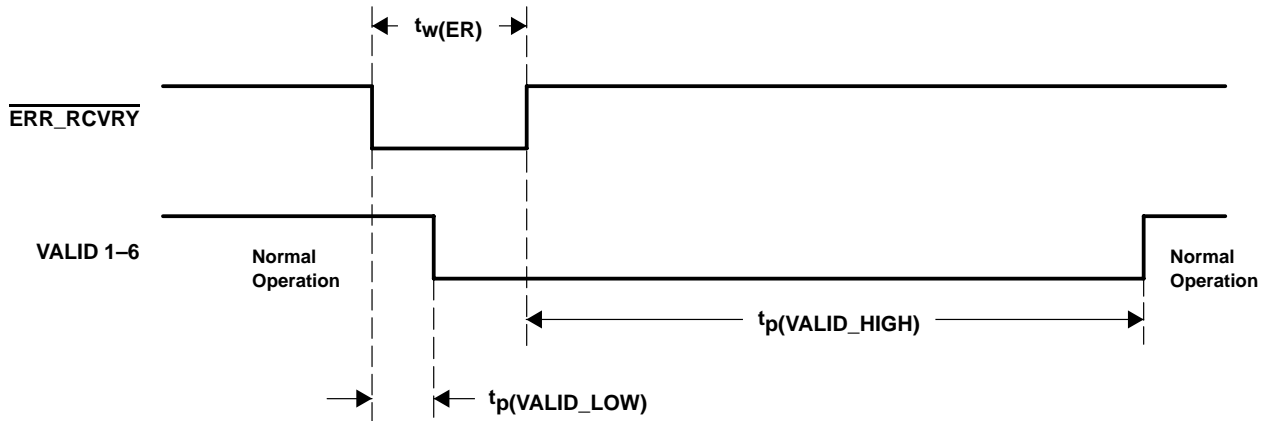 tw(ER)
ERR_RCVRY
VALID 1–6
Normal
Operation
Normal
Operation
tp(VALID_HIGH)
tp(VALID_LOW)